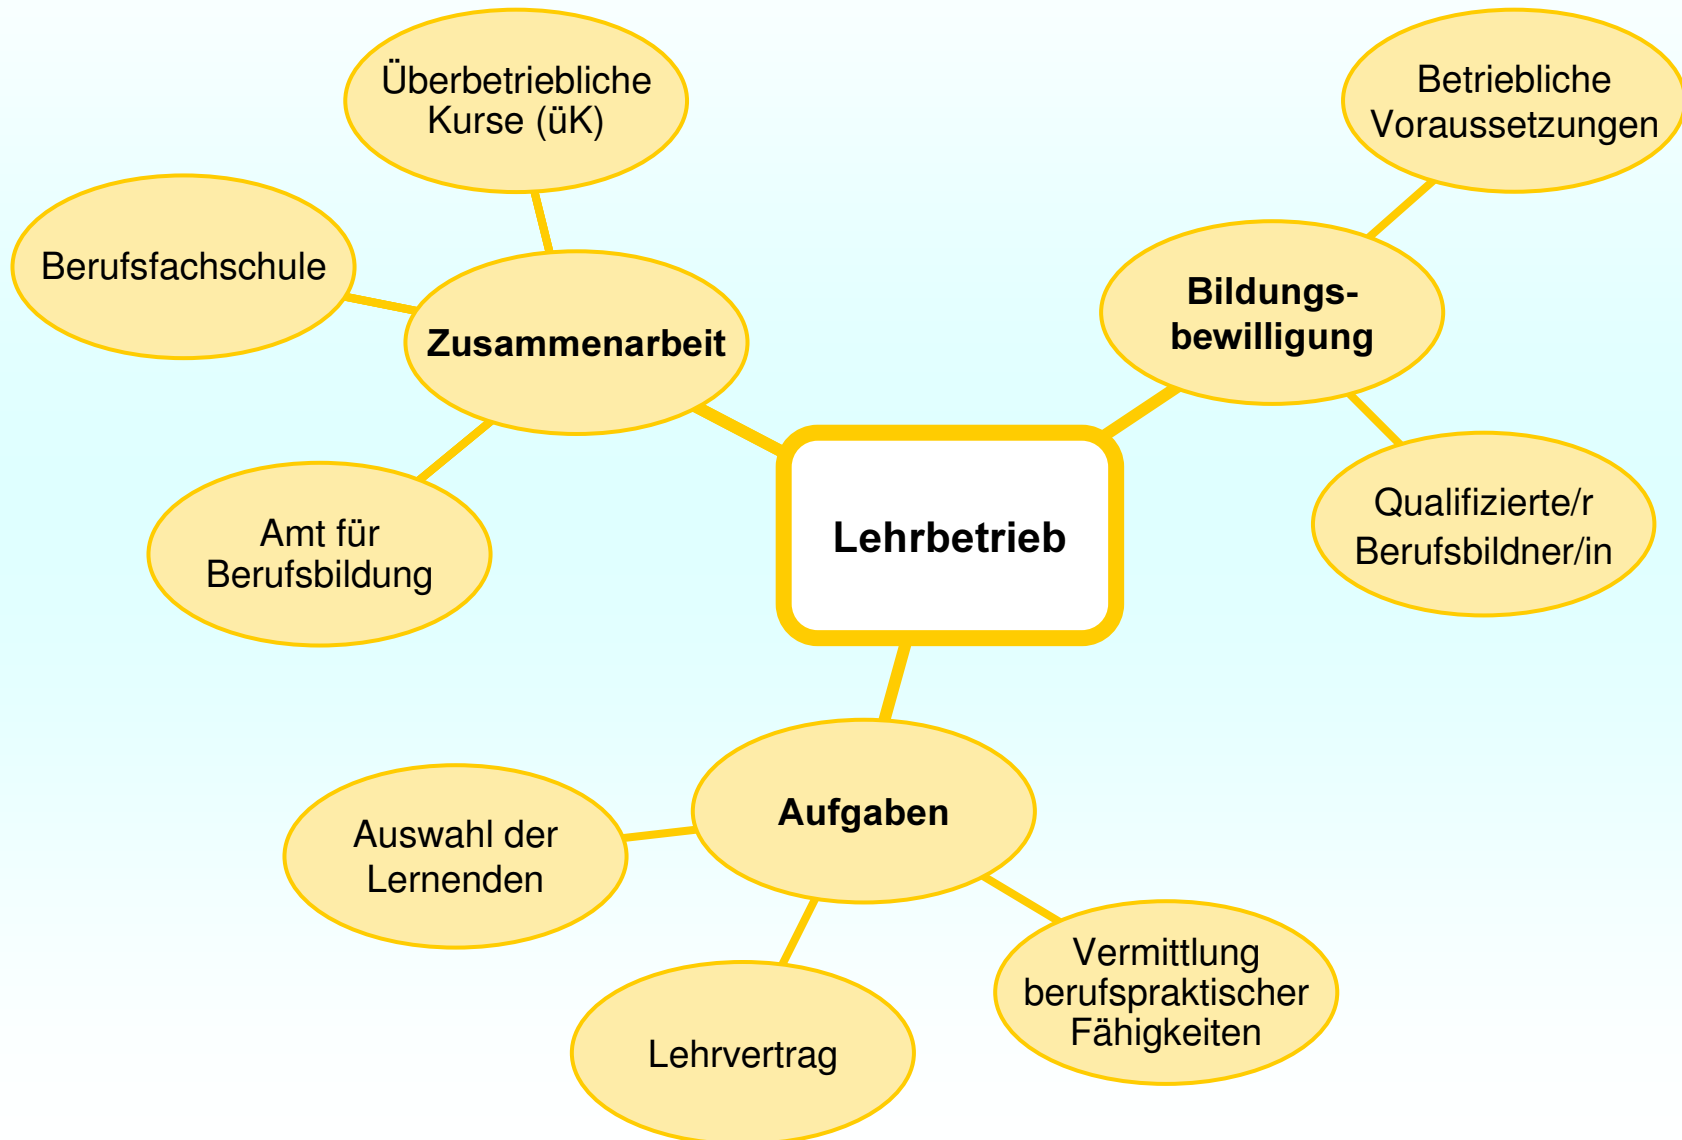 Überbetriebliche
Kurse (üK)
Berufsfachschule
Zusammenarbeit
Amt für
Berufsbildung
Betriebliche
Voraussetzungen
Bildungs-
bewilligung
Qualifizierte/r
Berufsbildner/in
Lehrbetrieb
Aufgaben
Auswahl der
Lernenden
Lehrvertrag
Vermittlung
berufspraktischer
Fähigkeiten